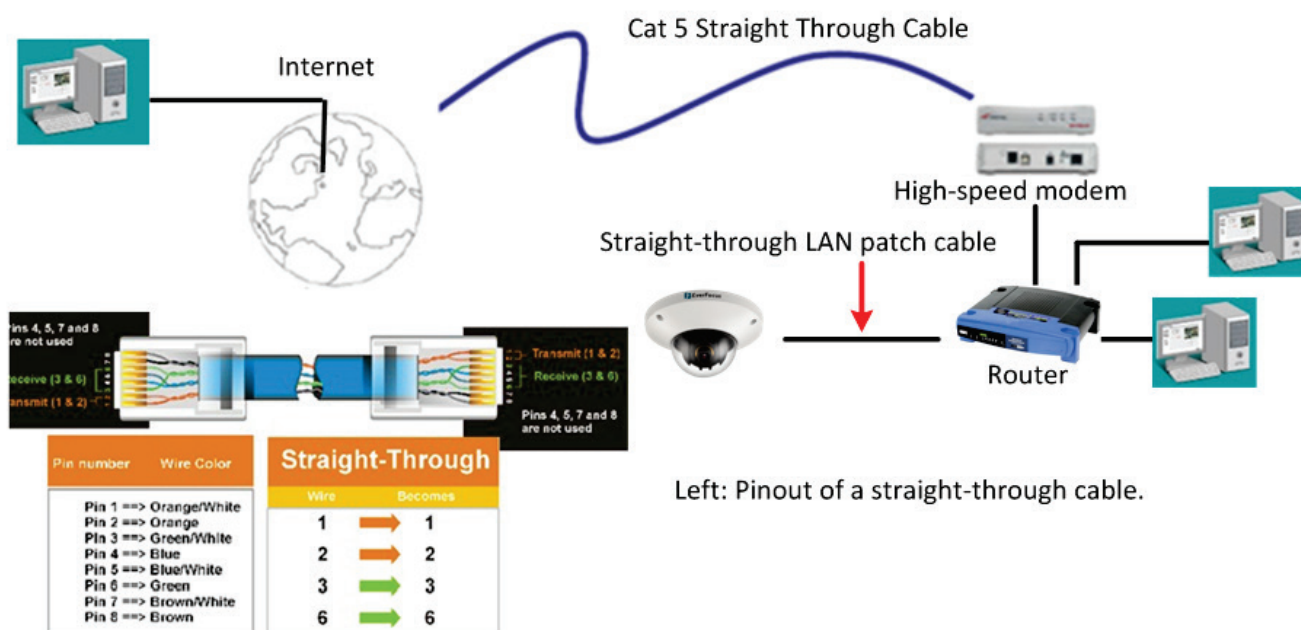 Cat 5 Straight Through Cable
Internet
High-speed modem
Straight-through LAN patch cable
EverFocus
Router
Pins 4, 5, 7 and 8
are not used
Receive (3 & 6)
Transmit (1 & 2)
Transmit (1 & 2)
Receive (3 & 6)
Pins 4, 5, 7 and 8
are not used
Pin number Wire Color
Pin 1 ==> Orange/White
Pin 2 ==> Orange
Pin 3 ==> Green/White
Pin 4 ==> Blue
Pin 5 ==> Blue/White
Pin 6 ==> Green
Pin 7 ==> Brown/White
Pin 8 ==> Brown
Straight-Through
Wire Becomes
1 1
2 2
3 3
6 6
Left: Pinout of a straight-through cable.